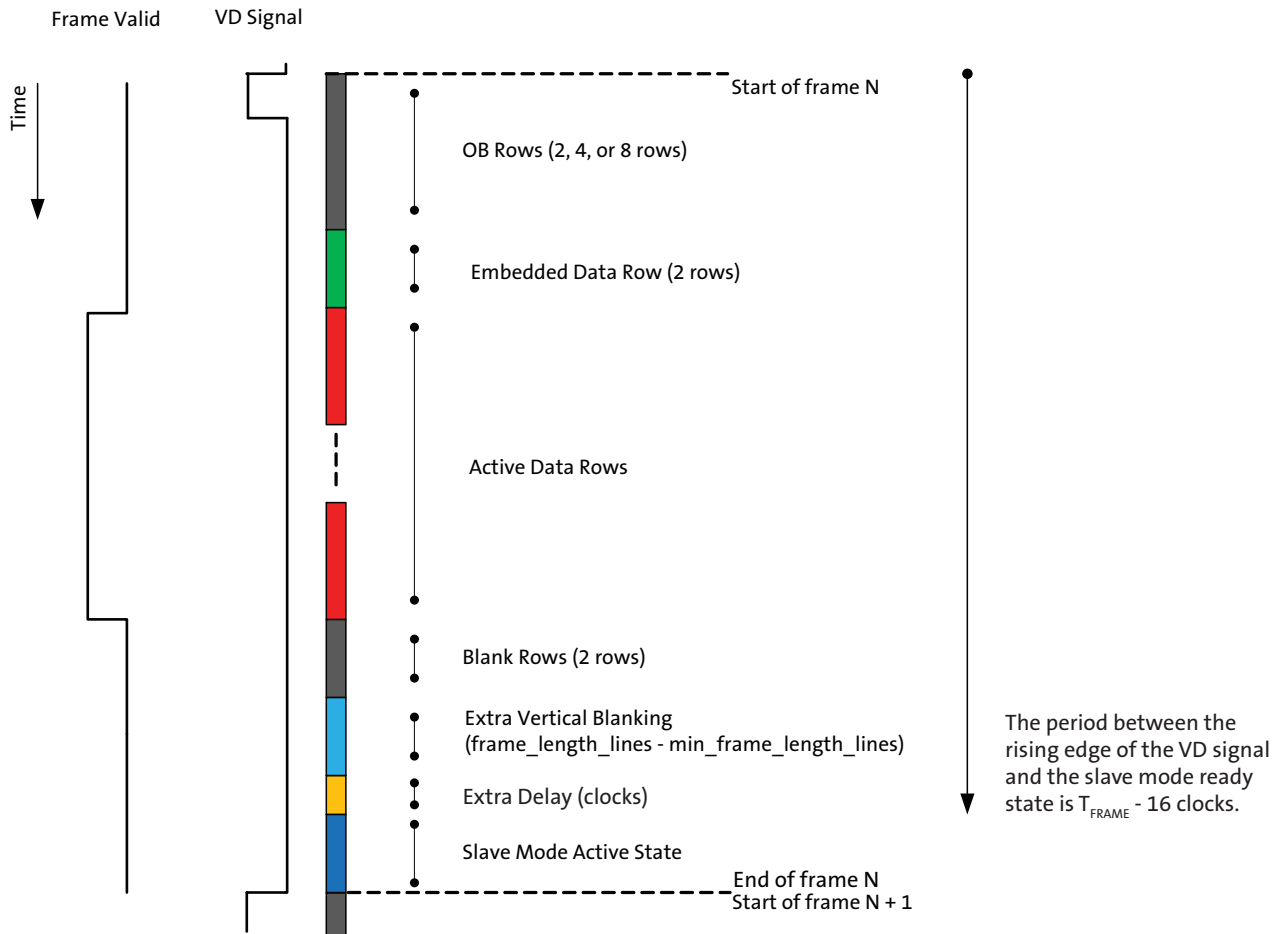 Frame Valid
VD Signal
Time
Start of frame N
OB Rows (2, 4, or 8 rows)
Embedded Data Row (2 rows)
Active Data Rows
Blank Rows (2 rows)
Extra Vertical Blanking
(frame_length_lines - min_frame_length_lines)
Extra Delay (clocks)
Slave Mode Active State
End of frame N
Start of frame N + 1
The period between the
rising edge of the VD signal
and the slave mode ready
state is TFRAME - 16 clocks.